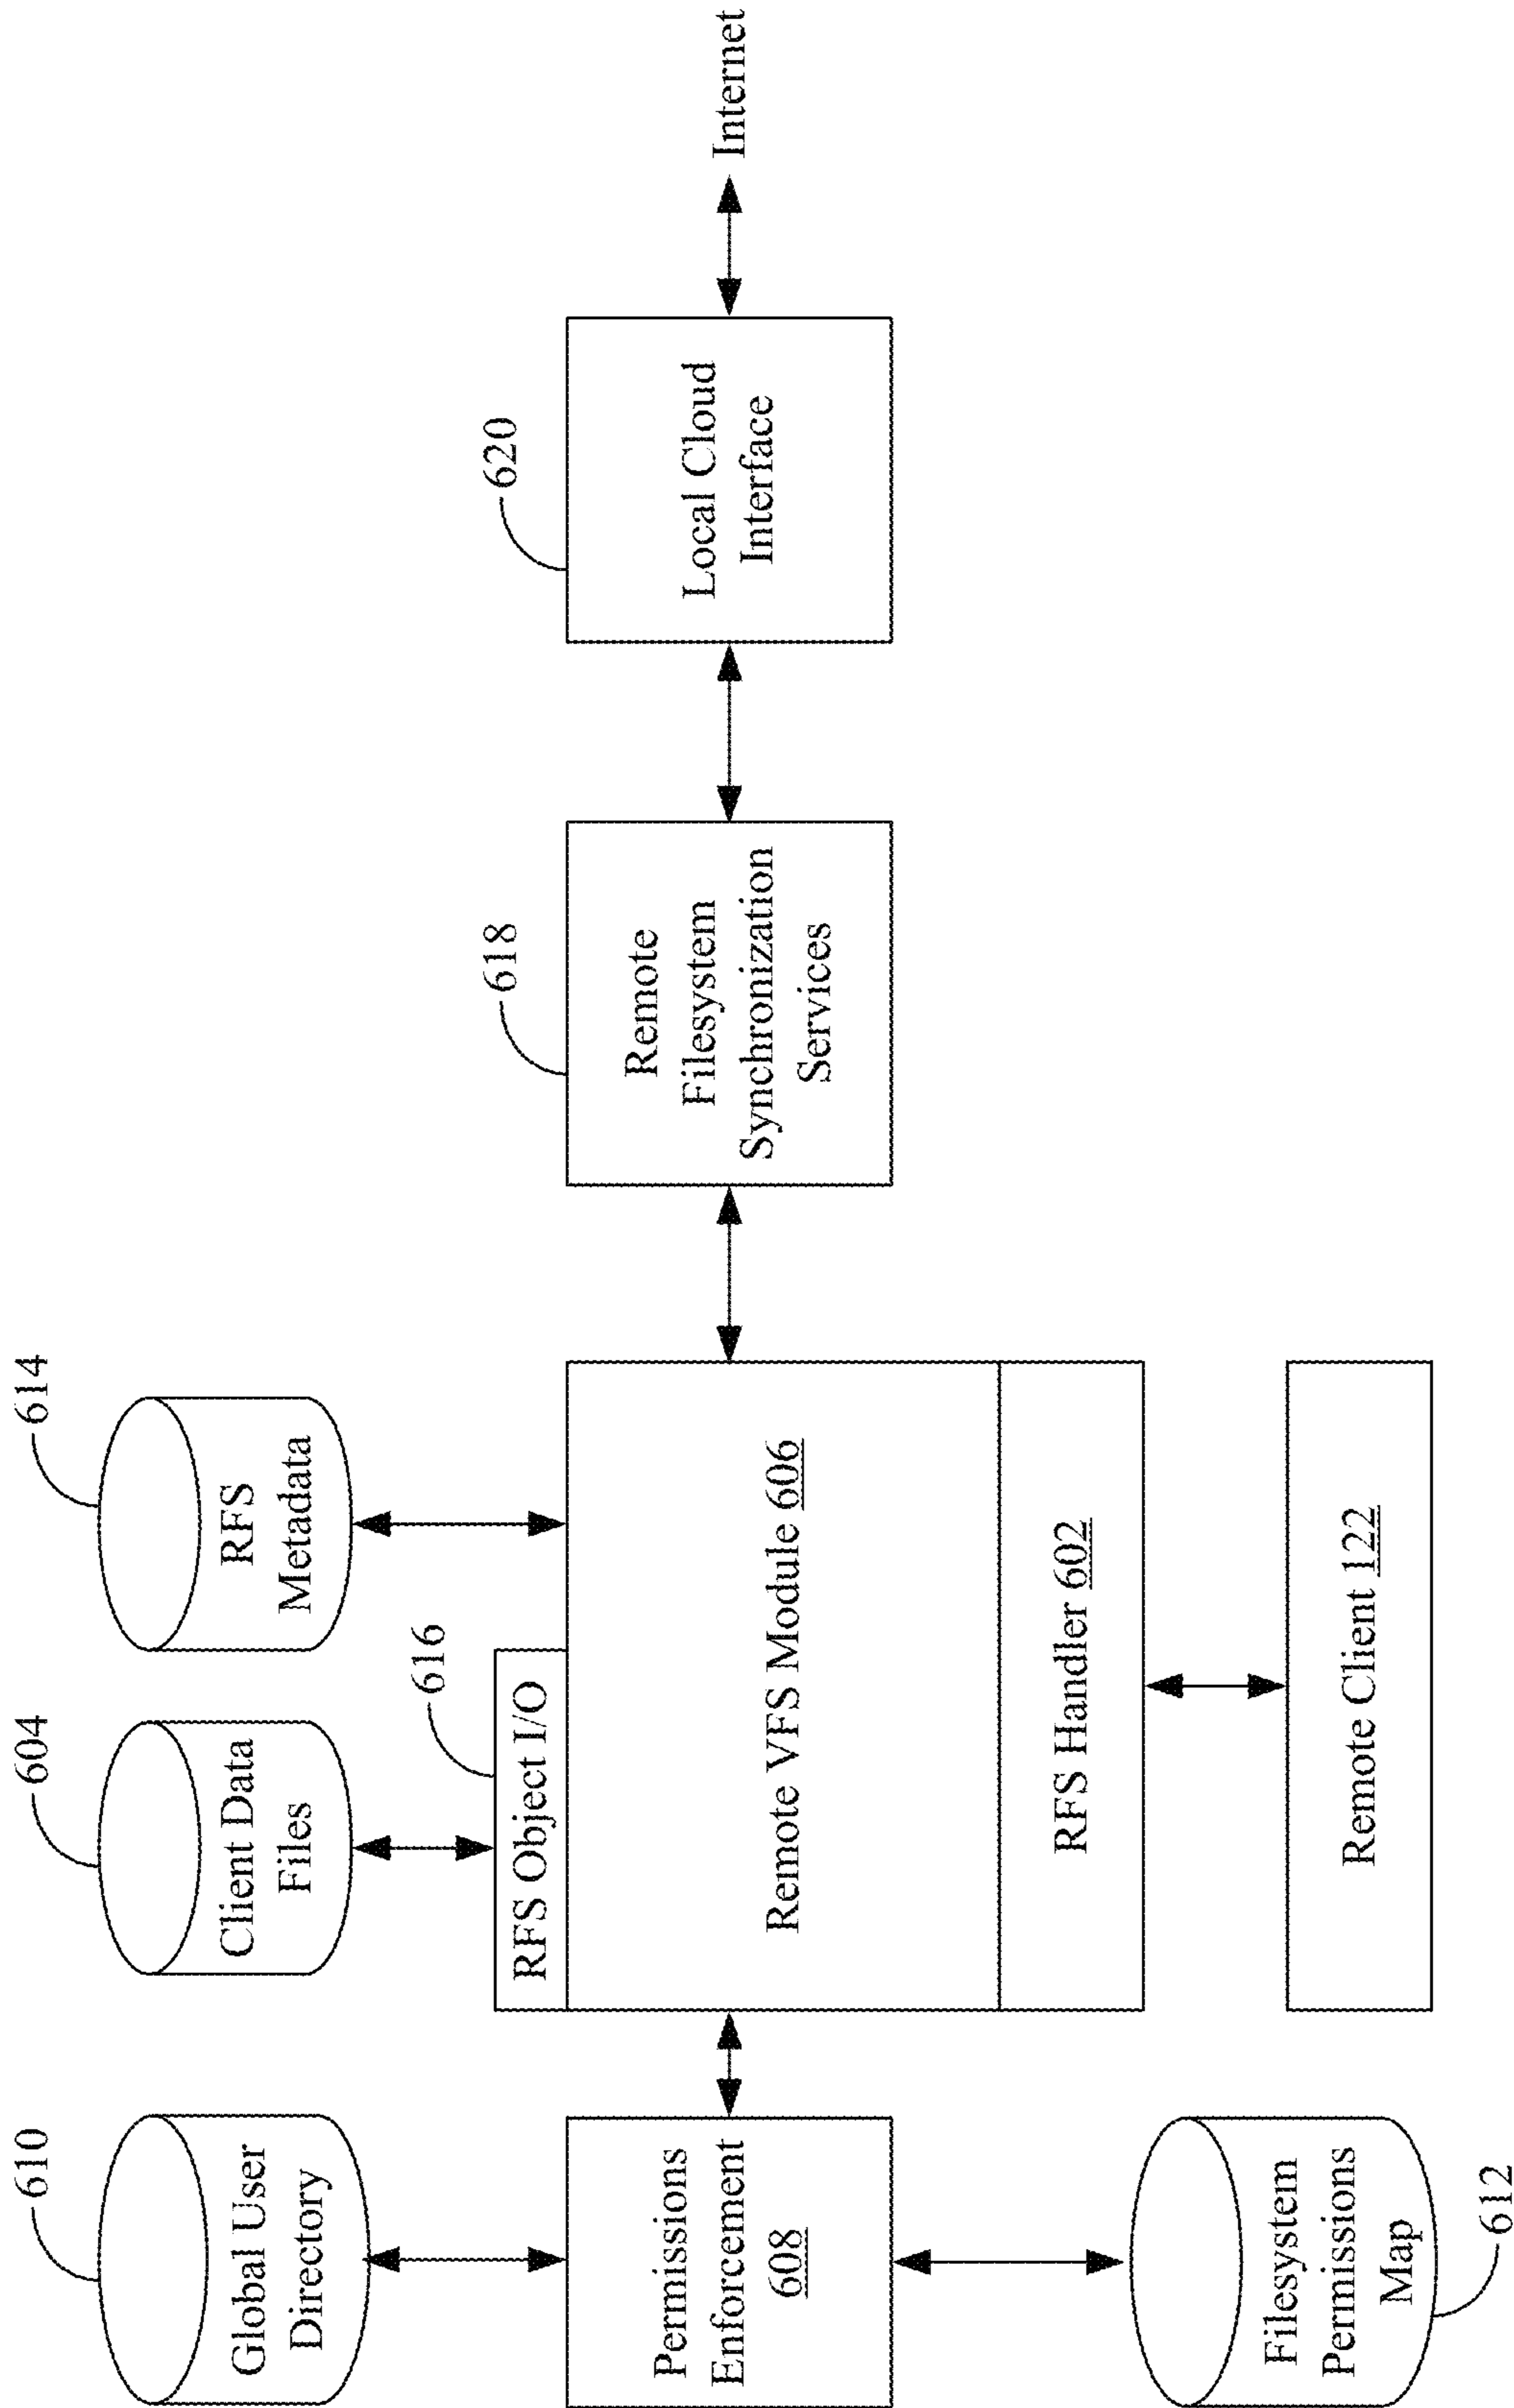 610
Global User
Directory
604
Client Data
Files
614
RFS
Metadata
616
RFS Object I/O
618
620
Permissions
Enforcement
608
Remote VFS Module 606
Remote
Filesystem
Synchronization
Services
Local Cloud
Interface
Internet
RFS Handler 602
Filesystem
Permissions
Map
612
Remote Client 122